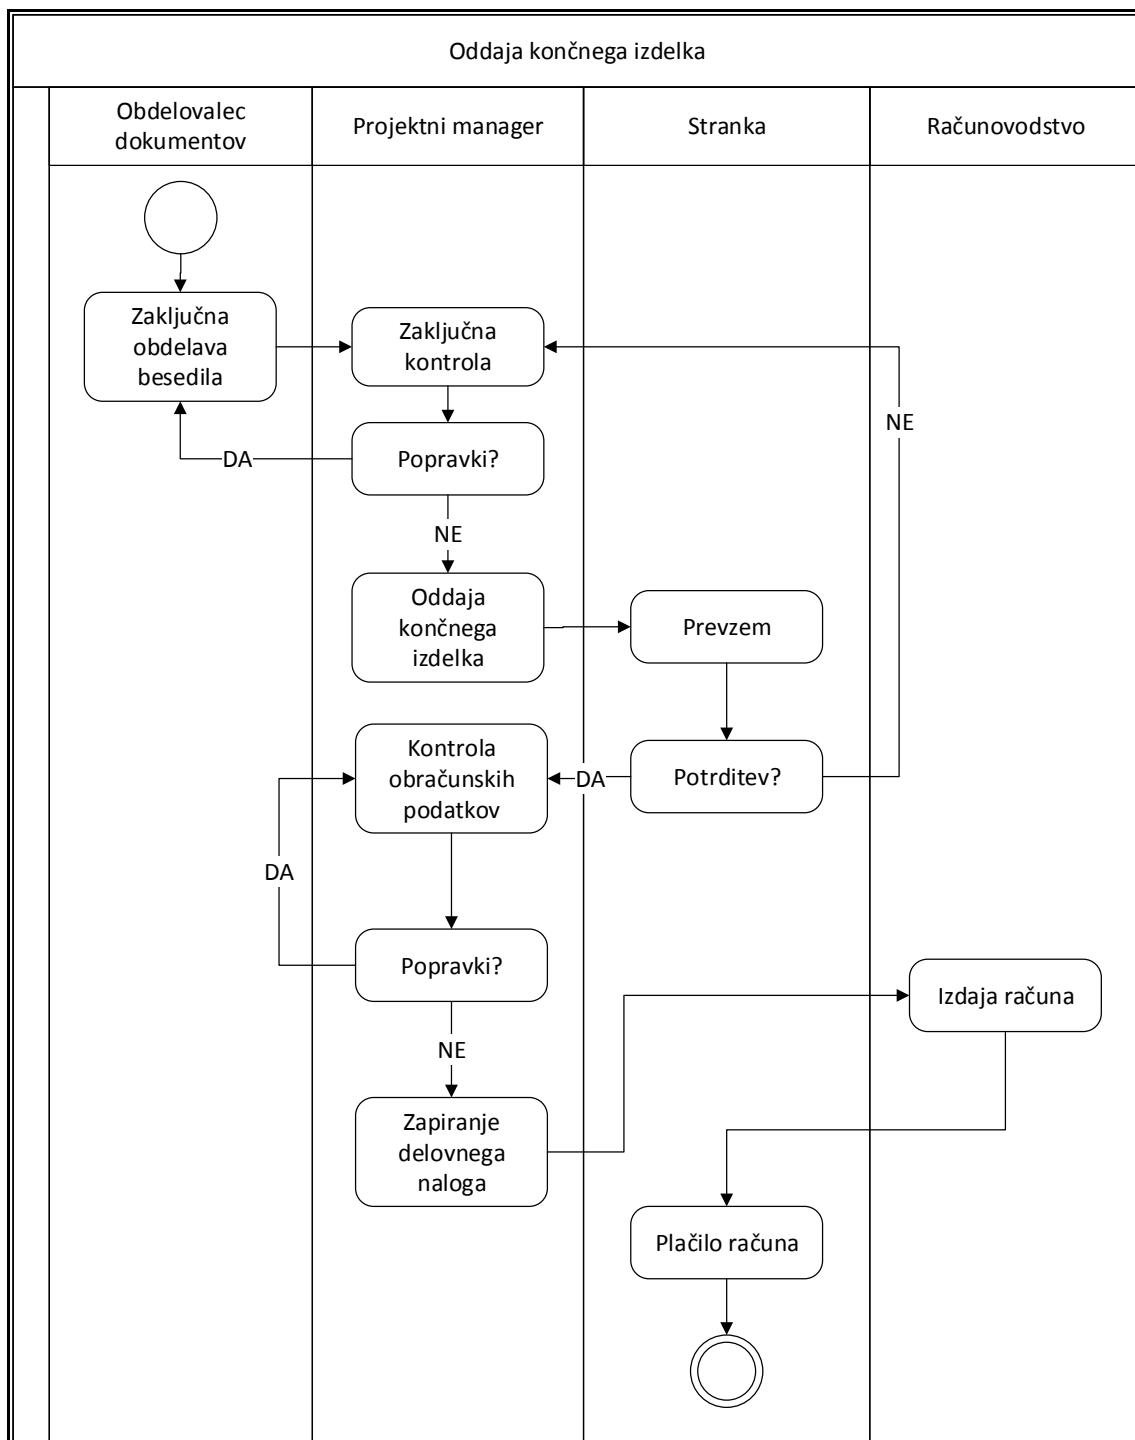 Oddaja končnega izdelka
Obdelovalec
dokumentov
Projektni manager
Stranka
Računovodstvo
Zaključna
obdelava
besedila
Zaključna
kontrola
NE
Popravki?
DA
NE
Oddaja
končnega
izdelka
Prevzem
Kontrola
obračunskih
podatkov
DA
Potrditev?
DA
Popravki?
Izdaja računa
NE
Zapiranje
delovnega
naloga
Plačilo računa